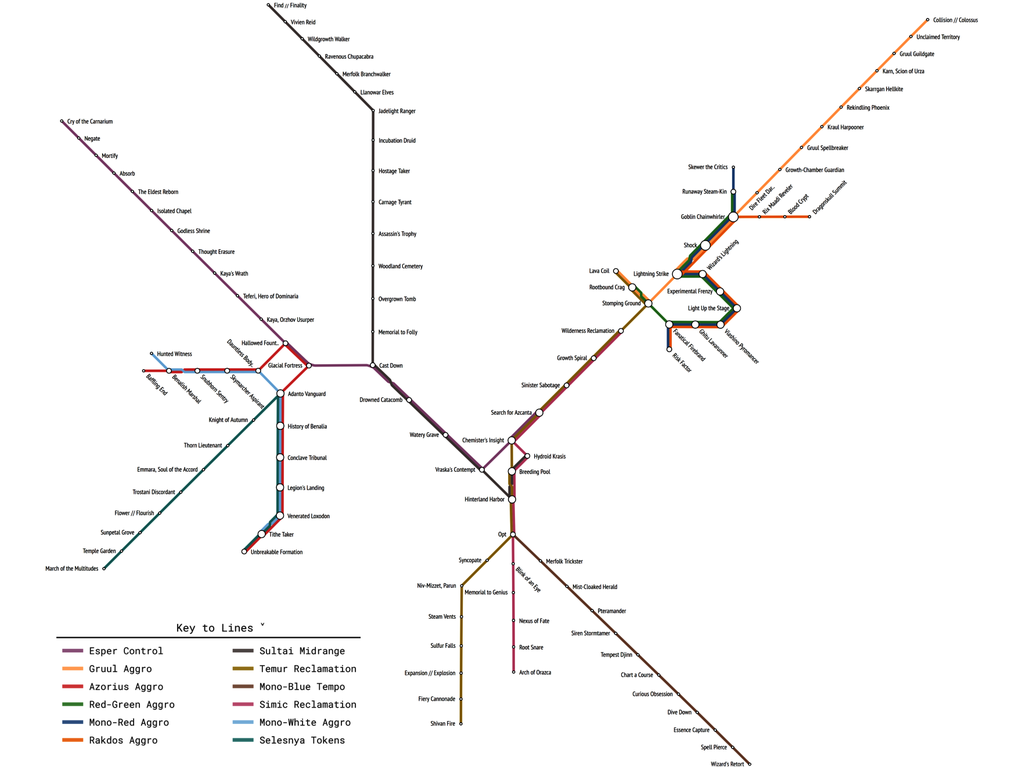 Find // Finality
Vivien Reid
Wildgrowth Walker
Ravenous Chupacabra
Merfolk Branchwalker
Llanowar Elves
Jadelight Ranger
Incubation Druid
Hostage Taker
Carnage Tyrant
Assassin's Trophy
Woodland Cemetery
Overgrown Tomb
Memorial to Folly
Cast Down
Drowned Catacomb
Watery Grave
Vraska's Contempt
Cry of the Carnarium
Negate
Mortify
Absorb
The Eldest Reborn
Isolated Chapel
Godless Shrine
Thought Erasure
Kaya's Wrath
Teferi, Hero of Dominaria
Kaya, Orzhov Usurper
Hallowed Fount..
Glacial Fortress
Dauntless Body..
Hunted Witness
Baffling End
Benalish Marshal
Snubhorn Sentry
Skymarcher Aspirant
Adanto Vanguard
History of Benalia
Conclave Tribunal
Legion's Landing
Venerated Loxodon
Tithe Taker
Unbreakable Formation
Knight of Autumn
Thorn Lieutenant
Emmara, Soul of the Accord
Trostani Discordant
Flower // Flourish
Sunpetal Grove
Temple Garden
March of the Multitudes
Collision // Colossus
Unclaimed Territory
Gruul Guildgate
Karn, Scion of Urza
Skarrgan Hellkite
Rekindling Phoenix
Kraul Harpooner
Gruul Spellbreaker
Growth-Chamber Guardian
Dire Fleet Dar..
Rix Maadi Reveler
Blood Crypt
Dragonskull Summit
Skewer the Critics
Runaway Steam-Kin
Goblin Chainwhirler
Shock
Wizard's Lightning
Lightning Strike
Experimental Frenzy
Light Up the Stage
Viashino Pyromancer
Ghitu Lavarunner
Fanatical Firebrand
Risk Factor
Lava Coil
Rootbound Crag
Stomping Ground
Wilderness Reclamation
Growth Spiral
Sinister Sabotage
Search for Azcanta
Chemister's Insight
Hydroid Krasis
Breeding Pool
Hinterland Harbor
Opt
Syncopate
Niv-Mizzet, Parun
Steam Vents
Sulfur Falls
Expansion // Explosion
Fiery Cannonade
Shivan Fire
Blink of an Eye
Memorial to Genius
Nexus of Fate
Root Snare
Arch of Orazca
Merfolk Trickster
Mist-Cloaked Herald
Pteramander
Siren Stormtamer
Tempest Djinn
Chart a Course
Curious Obsession
Dive Down
Essence Capture
Spell Pierce
Wizard's Retort
Key to Lines ˅
Esper Control
Gruul Aggro
Azorius Aggro
Red-Green Aggro
Mono-Red Aggro
Rakdos Aggro
Sultai Midrange
Temur Reclamation
Mono-Blue Tempo
Simic Reclamation
Mono-White Aggro
Selesnya Tokens